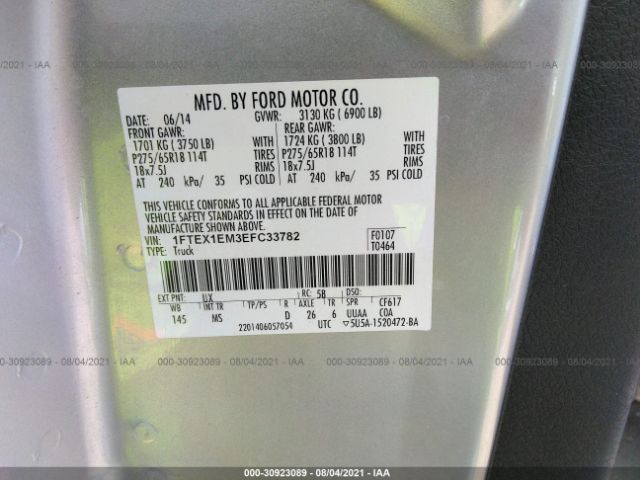 MFD. BY FORD MOTOR CO.
DATE: 06/14 GVWR: 3130 KG ( 6900 LB)
FRONT GAWR: REAR GAWR:
1701 KG ( 3750 LB) WITH 1724 KG ( 3800 LB) WITH
P275/65R18 114T TIRES P275/65R18 114T TIRES
18x7.5J RIMS 18x7.5J RIMS
AT 240 kPa/ 35 PSI COLD AT 240 kPa/ 35 PSI COLD
THIS VEHICLE CONFORMS TO ALL APPLICABLE FEDERAL MOTOR
VEHICLE SAFETY STANDARDS IN EFFECT ON THE DATE OF
MANUFACTURE SHOWN ABOVE.
VIN: 1FTEX1EM3EFC33782 F0107
TYPE: Truck T0464
EXT PNT: UX RC: 5B DSO:
WB INT TR TP/PS R AX TR SPR CF617
145 MS D 26 6 UUAA COA
2201406057054 UTC 5U5A-1520472-BA
000-30923089 - 08/04/2021 - IAA